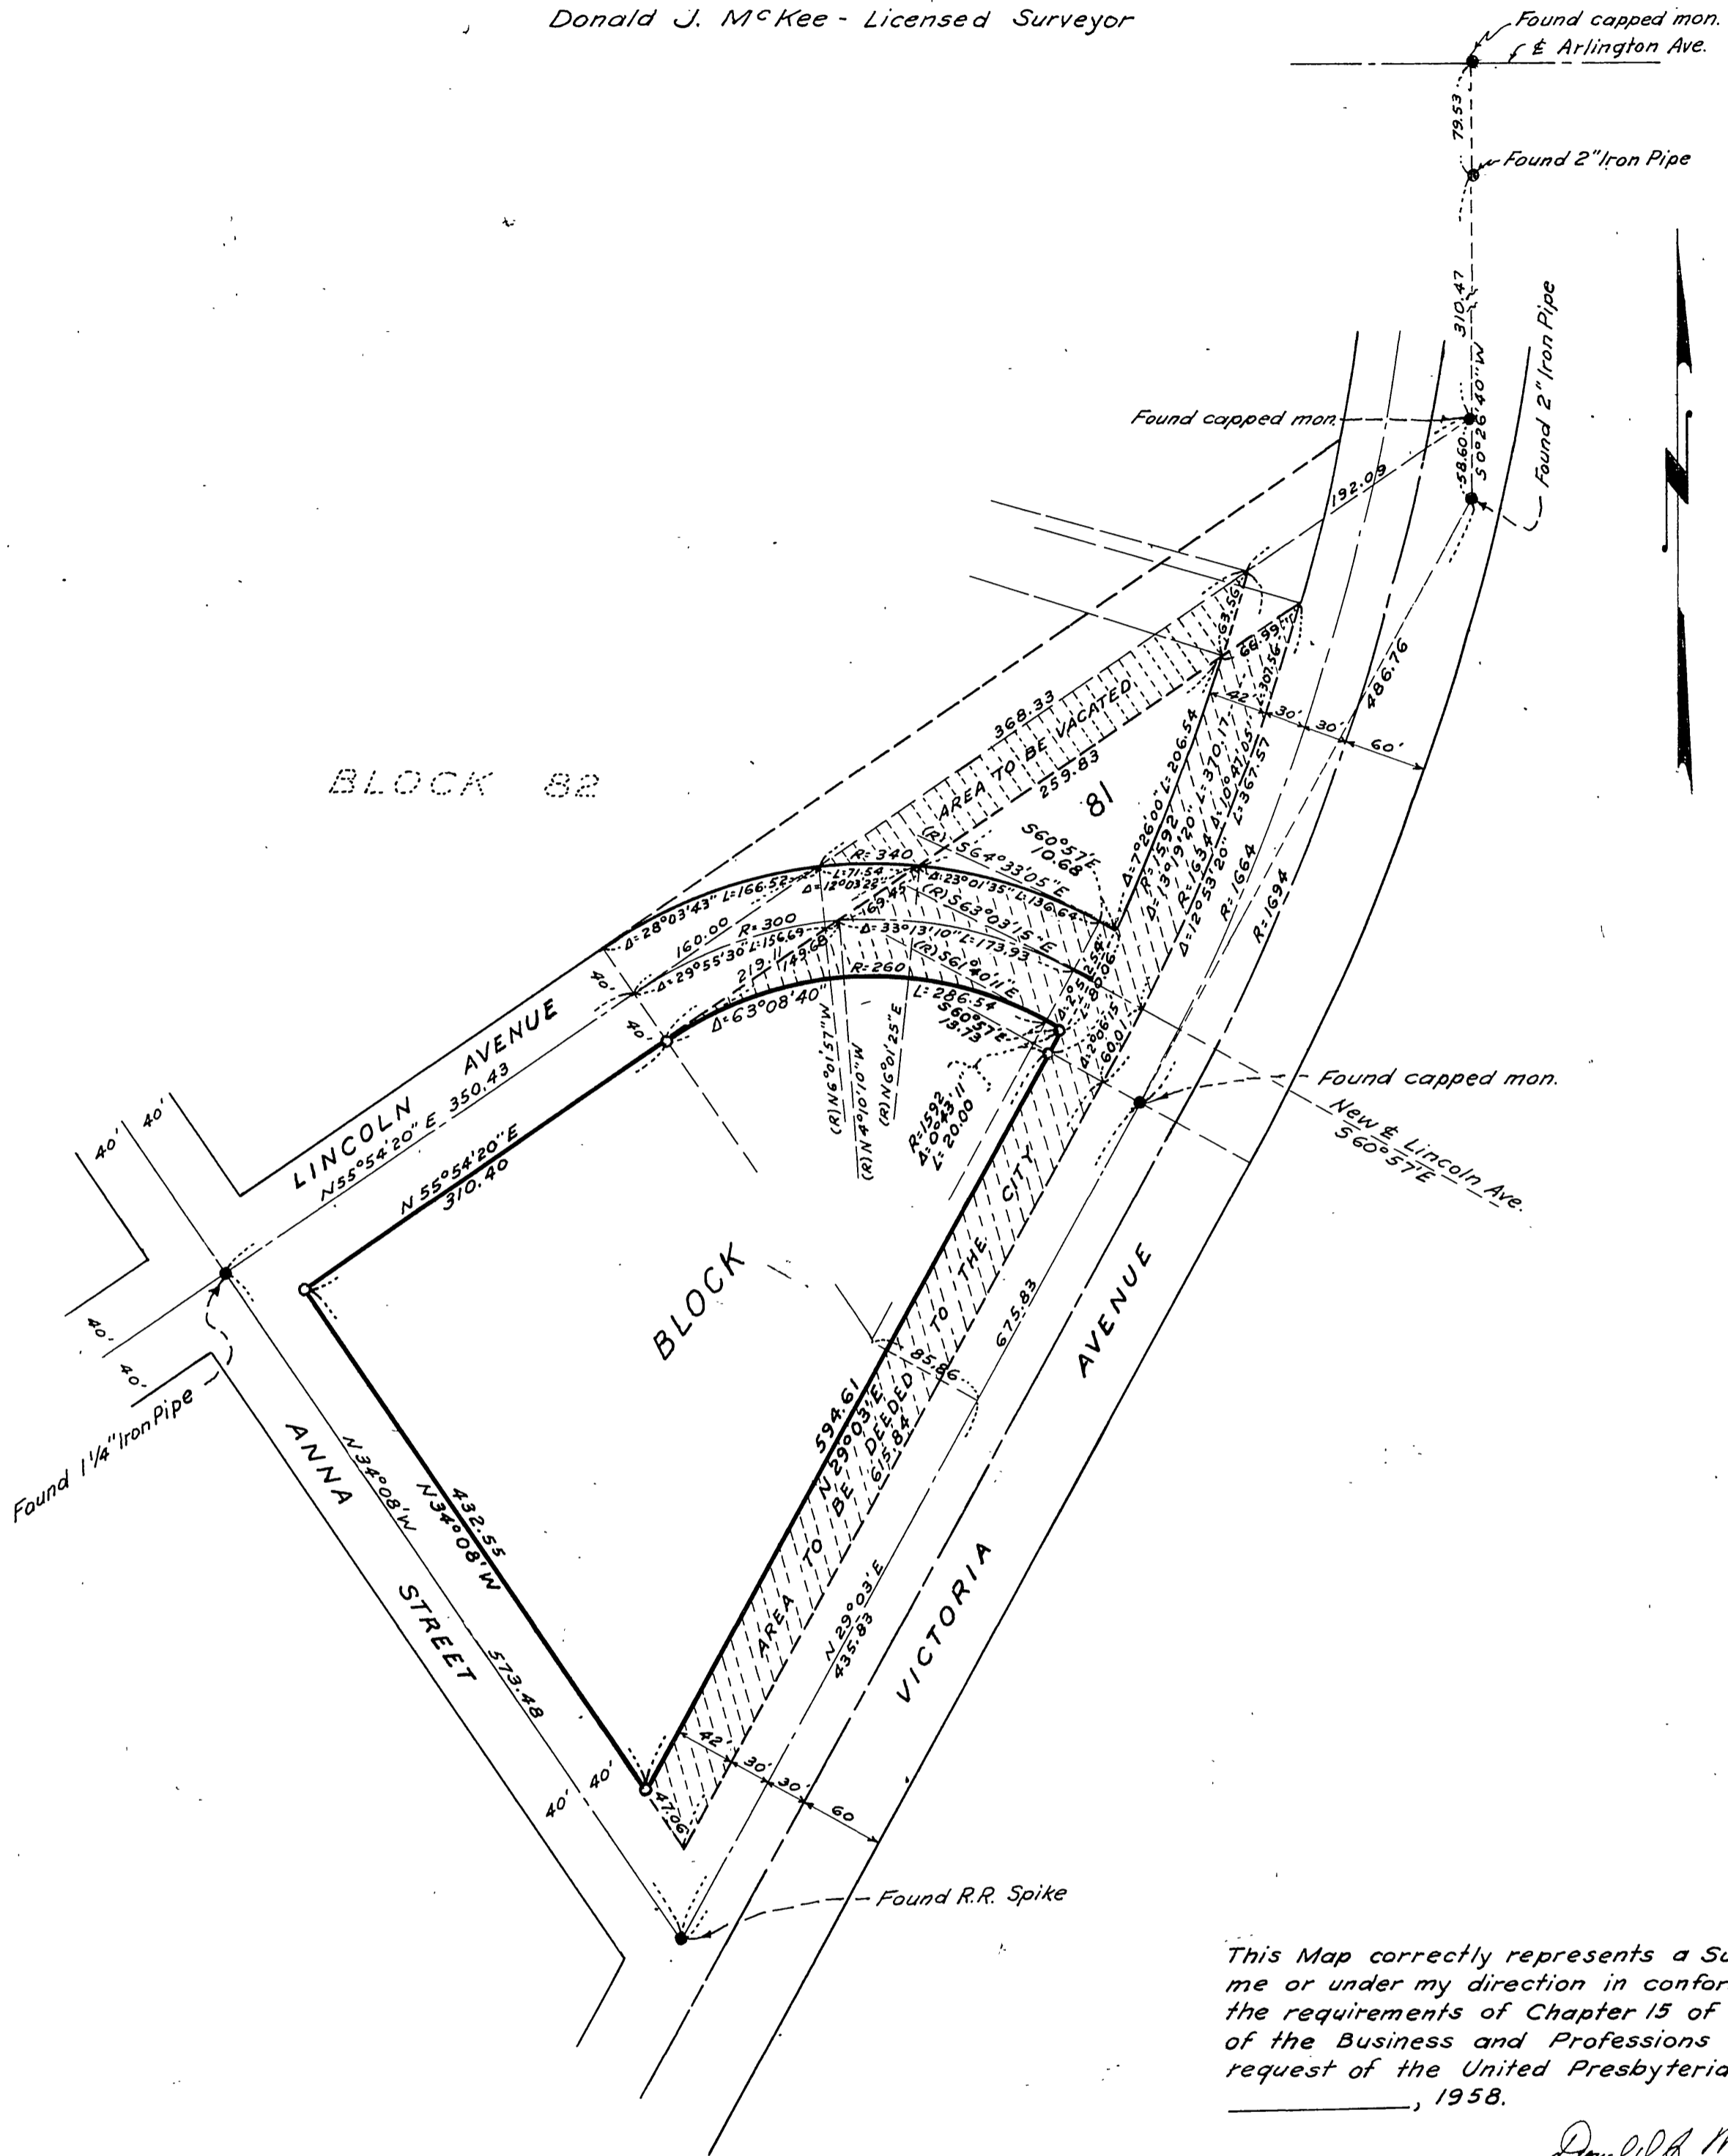 Donald J. McKee - Licensed Surveyor
Found capped mon.
℄ Arlington Ave.
79.53
Found 2" Iron Pipe
310.47
S 0°26'40" W
Found 2" Iron Pipe
Found capped mon.
58.60
192.09
486.76
63.56
66.99
L=307.56
42'
30'
30'
60'
368.33
AREA TO BE VACATED
259.83
BLOCK 82
81
S60°57'E
10.68
(R) S64°33'05"E
Δ=7°26'00" L=206.54
R=1592
Δ=13°19'20" L=370.17
R=1634 Δ=10°47'05"
Δ=12°53'20" L=367.57
R=1664
R=1694
R=340
L=71.54
Δ=12°03'22"
Δ=23°01'35" L=136.64
Δ=28°03'43" L=166.52
169.45
(R) S63°03'15"E
160.00
R=300
Δ=29°55'30" L=156.69
Δ=33°13'10" L=173.93
219.11
149.68
(R) S61°40'11"E
R=260
L=286.54
Δ=63°08'40"
S60°57'E
13.73
L=80.06
Δ=2°06'15"
60.01
40'
40'
(R) N6°01'57"W
(R) N4°10'10"W
(R) N6°01'25"E
R=1592
Δ=0°43'11"
L=20.00
Found capped mon.
New ℄ Lincoln Ave.
S60°57'E
LINCOLN AVENUE
N55°54'20"E 350.43
N55°54'20"E
310.40
40'
40'
40'
40'
Found 1 1/4" Iron Pipe
BLOCK
AREA TO BE DEEDED TO THE CITY
594.61
N29°03'E
615.84
85.86
675.83
VICTORIA AVENUE
ANNA STREET
N34°08'W
432.55
N34°08'W
573.48
N29°03'E
435.83
42'
30'
30'
60
40'
40'
47.06
Found R.R. Spike
This Map correctly represents a Su
me or under my direction in confor
the requirements of Chapter 15 of
of the Business and Professions
request of the United Presbyteria
, 1958.